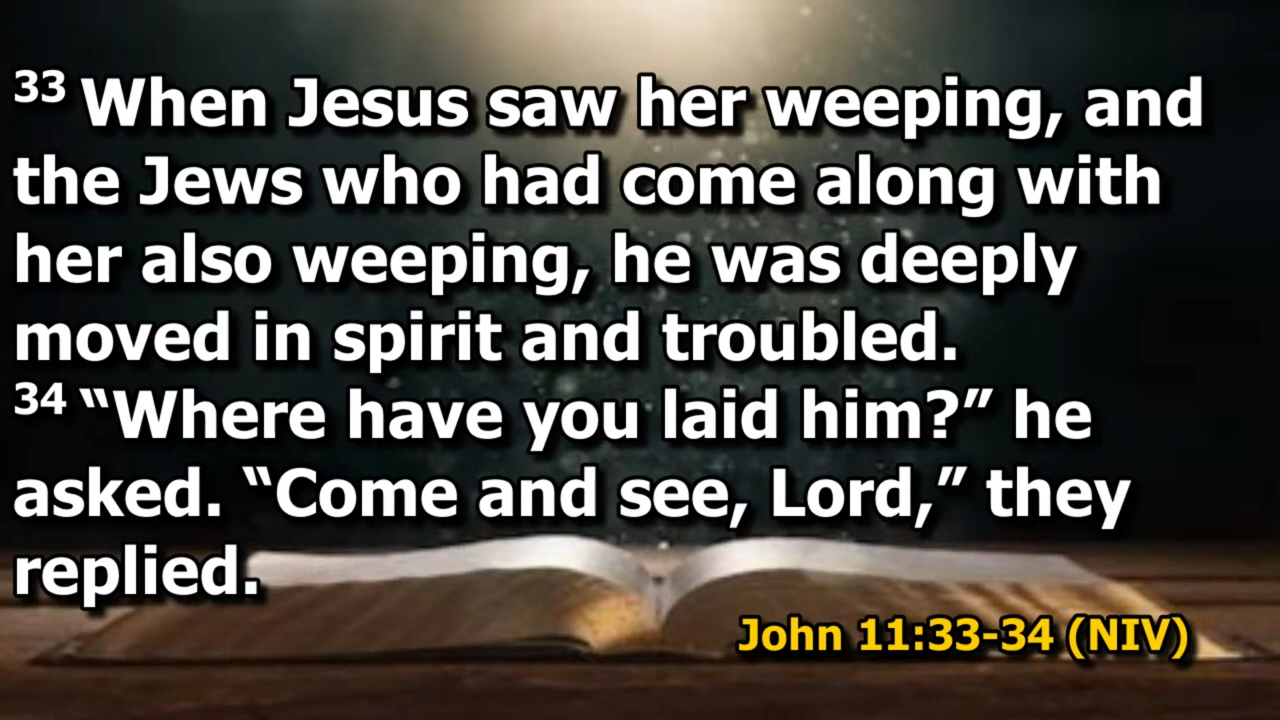 33 When Jesus saw her weeping, and
the Jews who had come along with
her also weeping, he was deeply
moved in spirit and troubled.
34 “Where have you laid him?” he
asked. “Come and see, Lord,” they
replied.
John 11:33-34 (NIV)